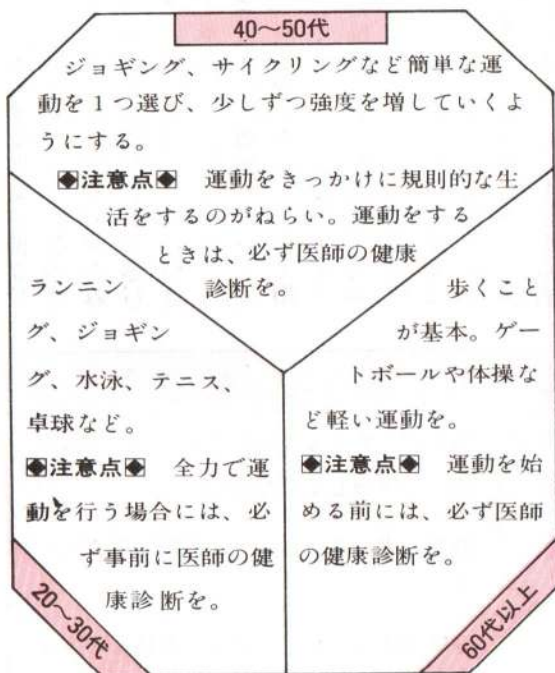 40〜50代
ジョギング、サイクリングなど簡単な運
動を1つ選び、少しずつ強度を増していくよ
うにする。
◆注意点◆ 運動をきっかけに規則的な生
活をするのがねらい。運動をする
ときは、必ず医師の健康
診断を。
ランニン
グ、ジョギン
グ、水泳、テニス、
卓球など。
◆注意点◆ 全力で運
動を行う場合には、必
ず事前に医師の健
康診断を。
20〜30代
歩くこと
が基本。ゲー
トボールや体操な
ど軽い運動を。
◆注意点◆ 運動を始
める前には、必ず医師
の健康診断を。
60代以上